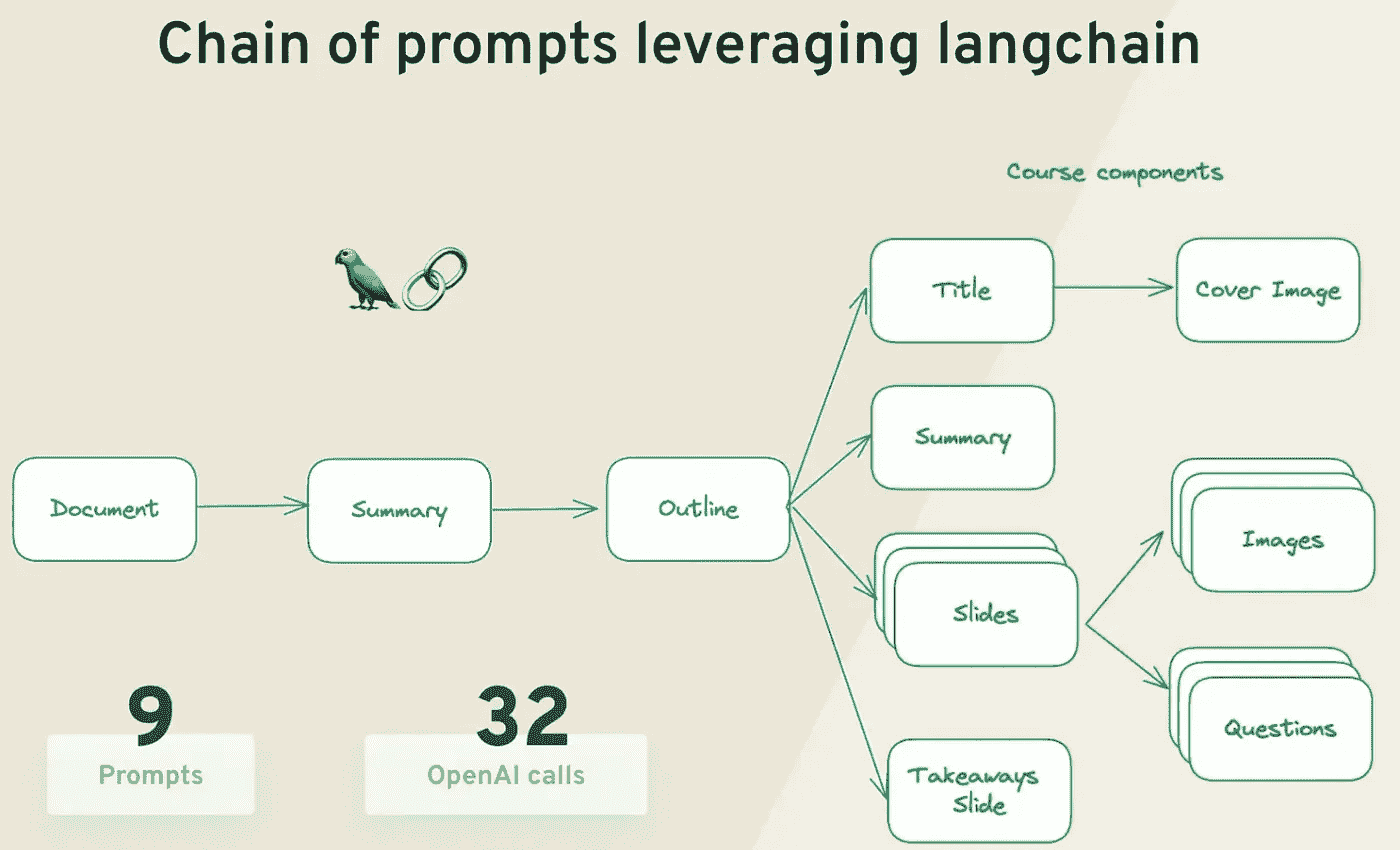 Chain of prompts leveraging langchain
Course components
Title
Cover Image
Summary
Document
Summary
Outline
Slides
Images
Questions
Takeaways
Slide
9
Prompts
32
OpenAI calls